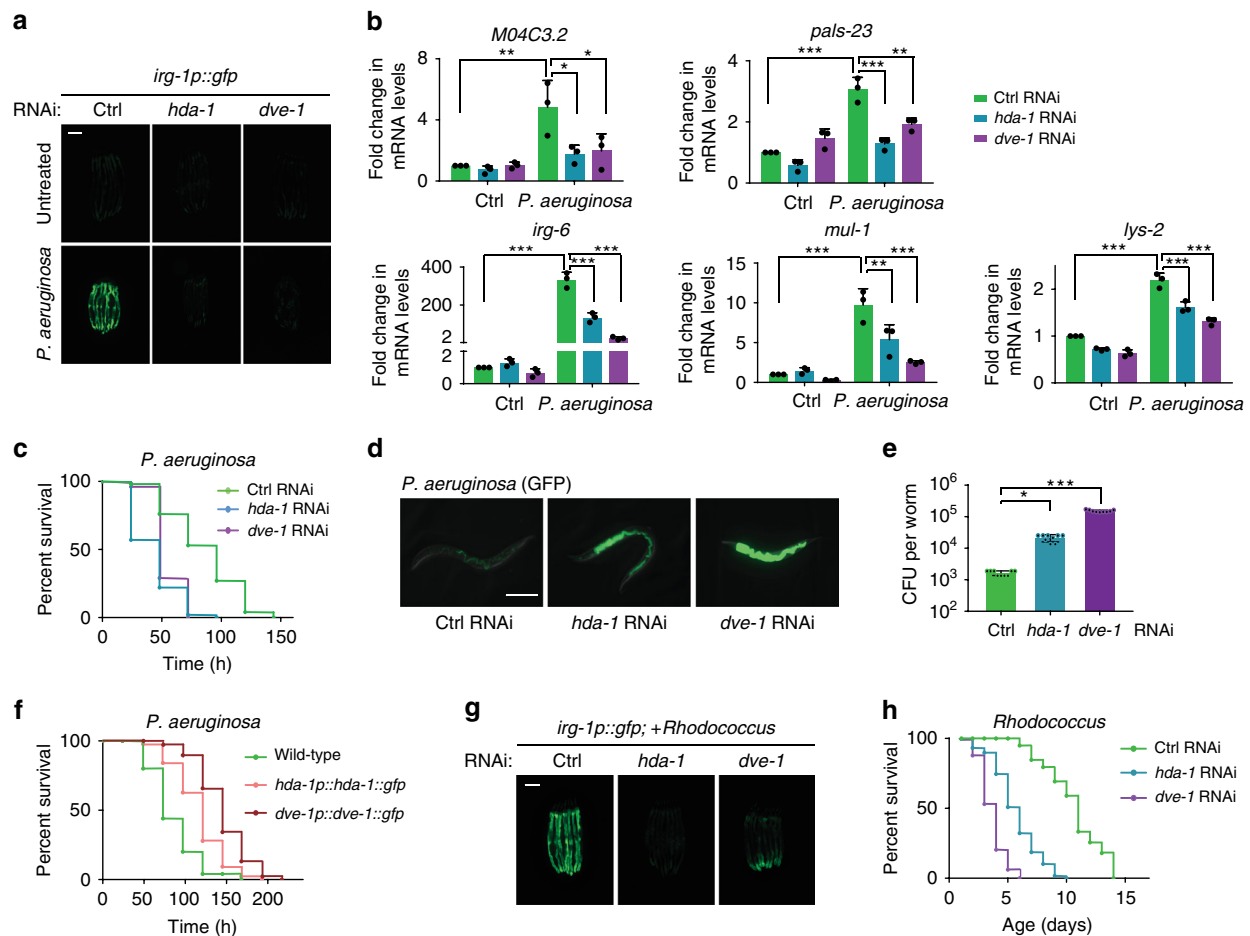 a
irg-1p::gfp
RNAi: Ctrl hda-1 dve-1
Untreated
P. aeruginosa
b
M04C3.2
Fold change in
mRNA levels
8
4
0
**
*
*
Ctrl P. aeruginosa
pals-23
Fold change in
mRNA levels
4
2
0
***
***
**
Ctrl P. aeruginosa
Ctrl RNAi
hda-1 RNAi
dve-1 RNAi
irg-6
Fold change in
mRNA levels
400
200
2
2
0
***
***
***
Ctrl P. aeruginosa
mul-1
Fold change in
mRNA levels
15
10
5
0
***
**
***
Ctrl P. aeruginosa
lys-2
Fold change in
mRNA levels
2
1
0
***
***
***
Ctrl P. aeruginosa
c
P. aeruginosa
Percent survival
100
50
0
0 50 100 150
Time (h)
Ctrl RNAi
hda-1 RNAi
dve-1 RNAi
d
P. aeruginosa (GFP)
Ctrl RNAi hda-1 RNAi dve-1 RNAi
e
CFU per worm
10^6
10^5
10^4
10^3
10^2
*
***
Ctrl hda-1 dve-1 RNAi
f
P. aeruginosa
Percent survival
100
50
0
0 50 100 150 200
Time (h)
Wild-type
hda-1p::hda-1::gfp
dve-1p::dve-1::gfp
g
irg-1p::gfp; +Rhodococcus
RNAi: Ctrl hda-1 dve-1
h
Rhodococcus
Percent survival
100
50
0
0 5 10 15
Age (days)
Ctrl RNAi
hda-1 RNAi
dve-1 RNAi